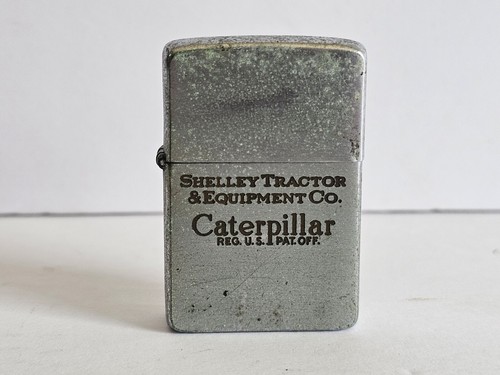 SHELLEY TRACTOR
& EQUIPMENT CO.
Caterpillar
REG. U.S. PAT. OFF.